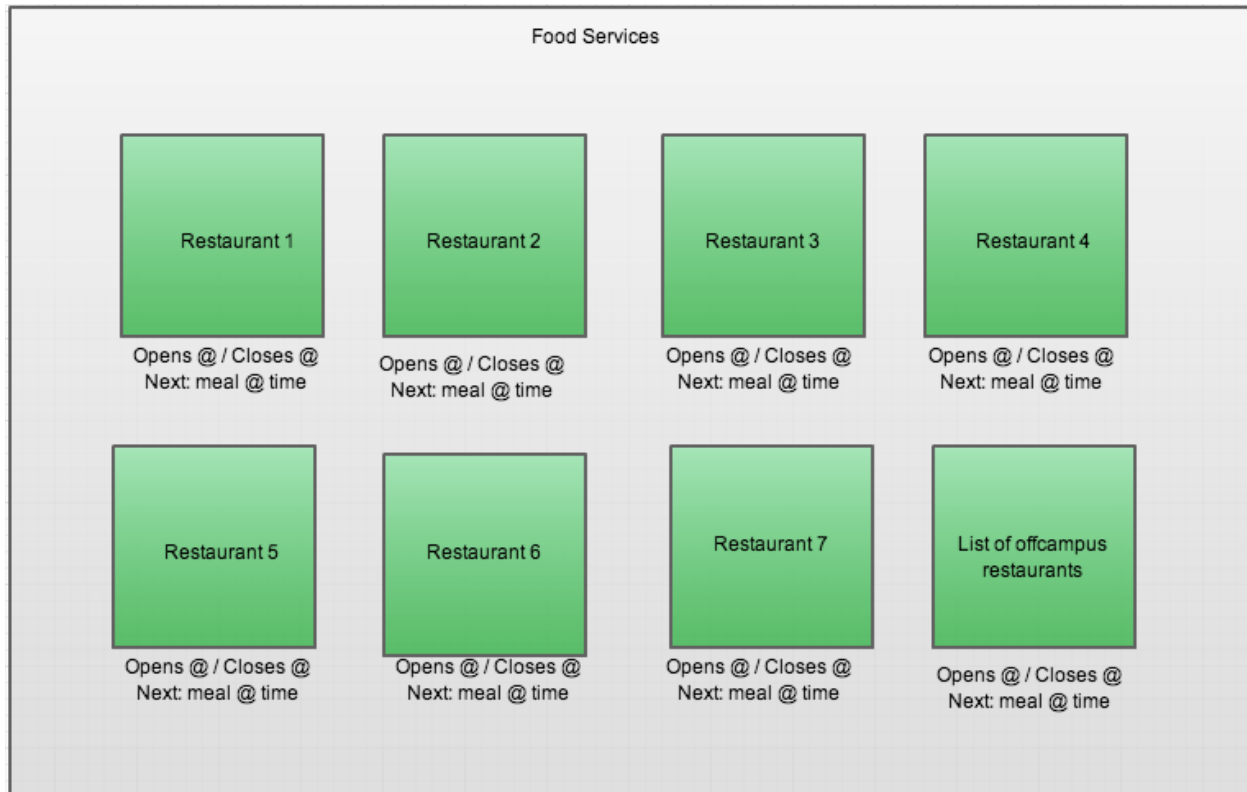 Food Services
Restaurant 1
Restaurant 2
Restaurant 3
Restaurant 4
Opens @ / Closes @
Next: meal @ time
Opens @ / Closes @
Next: meal @ time
Opens @ / Closes @
Next: meal @ time
Opens @ / Closes @
Next: meal @ time
Restaurant 5
Restaurant 6
Restaurant 7
List of offcampus
restaurants
Opens @ / Closes @
Next: meal @ time
Opens @ / Closes @
Next: meal @ time
Opens @ / Closes @
Next: meal @ time
Opens @ / Closes @
Next: meal @ time